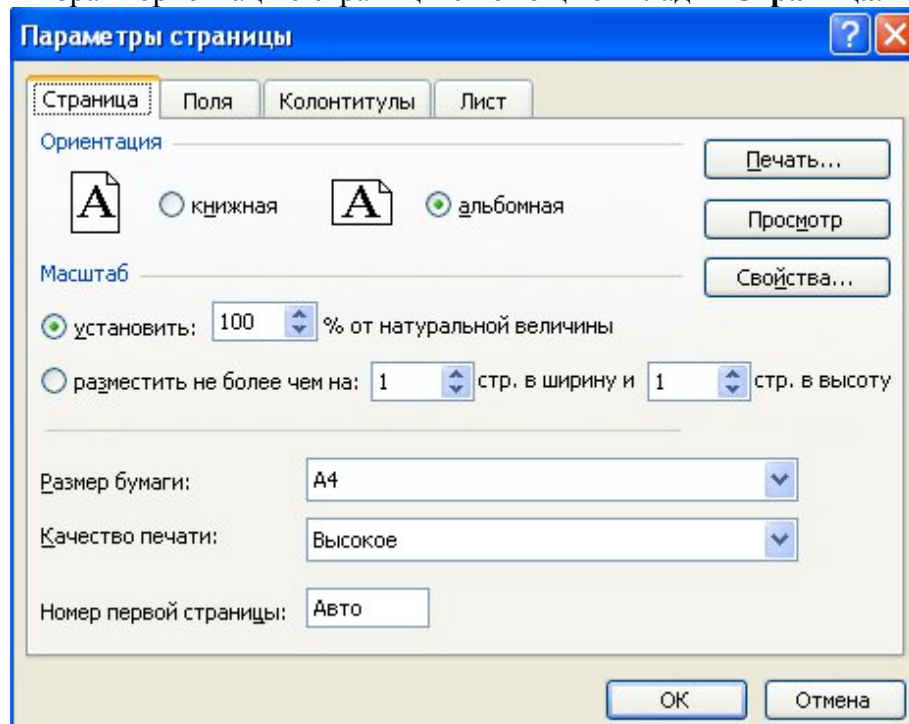 Параметры страницы
Страница Поля Колонтитулы Лист
Ориентация
Печать...
A книжная A альбомная
Просмотр
Масштаб
Свойства...
установить: 100 % от натуральной величины
разместить не более чем на: 1 стр. в ширину и 1 стр. в высоту
Размер бумаги: A4
Качество печати: Высокое
Номер первой страницы: Авто
ОК Отмена